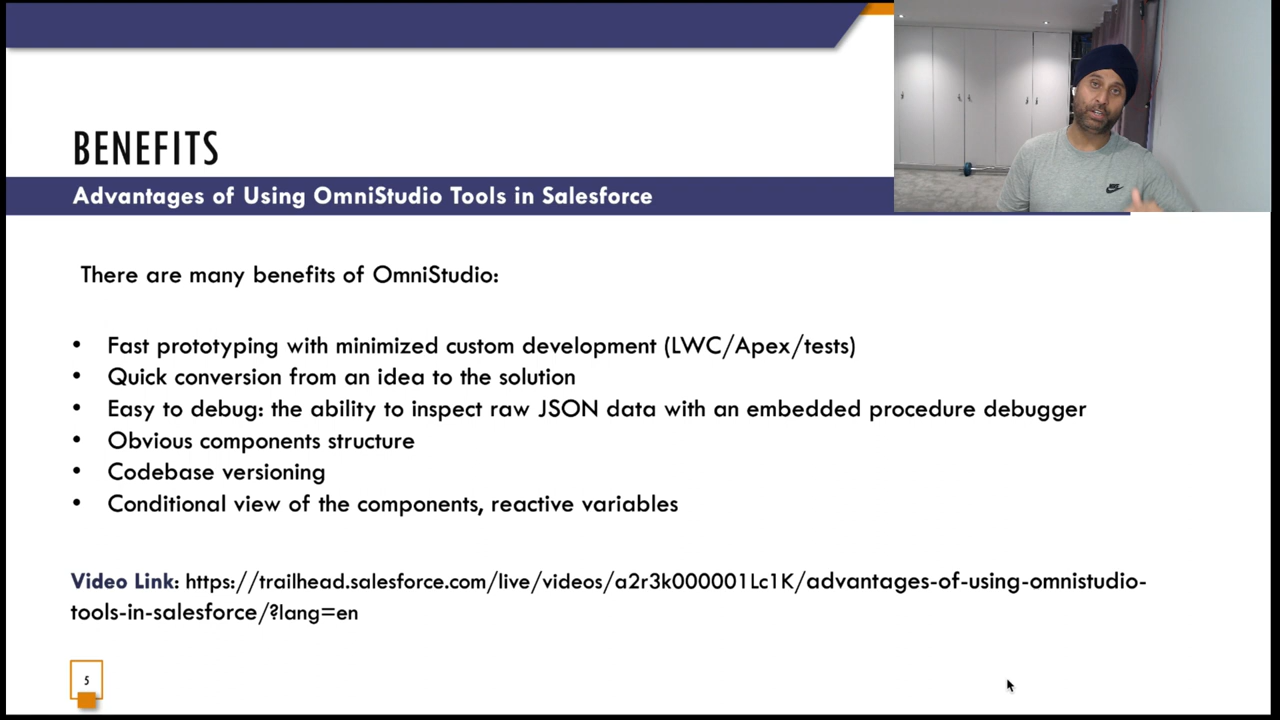 BENEFITS
Advantages of Using OmniStudio Tools in Salesforce
There are many benefits of OmniStudio:
• Fast prototyping with minimized custom development (LWC/Apex/tests)
• Quick conversion from an idea to the solution
• Easy to debug: the ability to inspect raw JSON data with an embedded procedure debugger
• Obvious components structure
• Codebase versioning
• Conditional view of the components, reactive variables
Video Link: https://trailhead.salesforce.com/live/videos/a2r3k000001Lc1K/advantages-of-using-omnistudio-
tools-in-salesforce/?lang=en
5